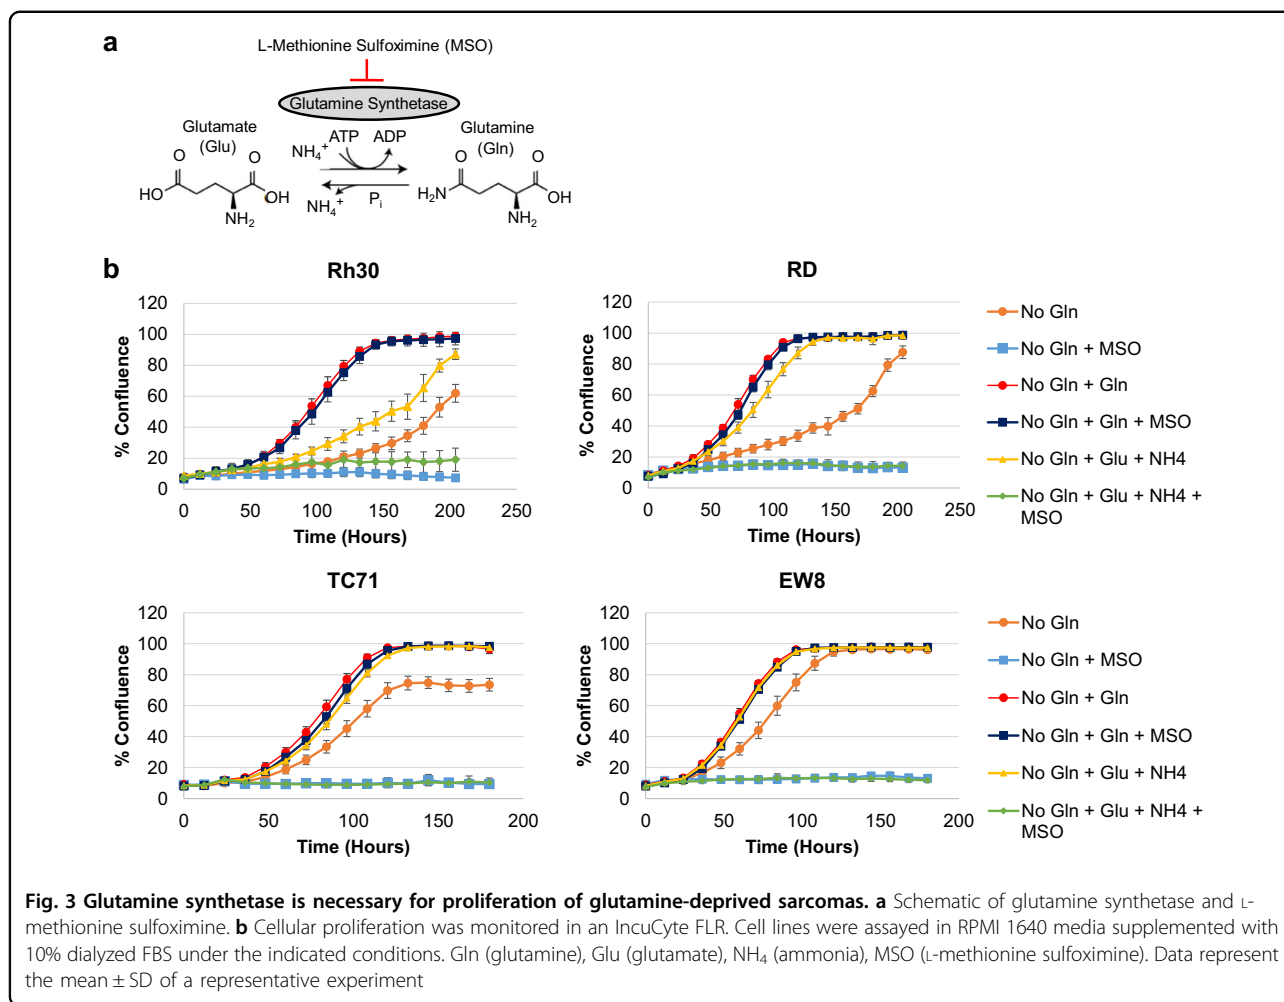 a
L-Methionine Sulfoximine (MSO)
Glutamine Synthetase
Glutamate
(Glu)
Glutamine
(Gln)
NH4+
ATP
ADP
NH4+
Pi
O
O
HO
OH
NH2
O
O
H2N
OH
NH2
b
Rh30
% Confluence
120
100
80
60
40
20
0
0 50 100 150 200 250
Time (Hours)
RD
% Confluence
120
100
80
60
40
20
0
0 50 100 150 200 250
Time (Hours)
No Gln
No Gln + MSO
No Gln + Gln
No Gln + Gln + MSO
No Gln + Glu + NH4
No Gln + Glu + NH4 +
MSO
TC71
% Confluence
120
100
80
60
40
20
0
0 50 100 150 200
Time (Hours)
EW8
% Confluence
120
100
80
60
40
20
0
0 50 100 150 200
Time (Hours)
No Gln
No Gln + MSO
No Gln + Gln
No Gln + Gln + MSO
No Gln + Glu + NH4
No Gln + Glu + NH4 +
MSO
Fig. 3 Glutamine synthetase is necessary for proliferation of glutamine-deprived sarcomas. a Schematic of glutamine synthetase and L-
methionine sulfoximine. b Cellular proliferation was monitored in an IncuCyte FLR. Cell lines were assayed in RPMI 1640 media supplemented with
10% dialyzed FBS under the indicated conditions. Gln (glutamine), Glu (glutamate), NH4 (ammonia), MSO (L-methionine sulfoximine). Data represent
the mean ± SD of a representative experiment